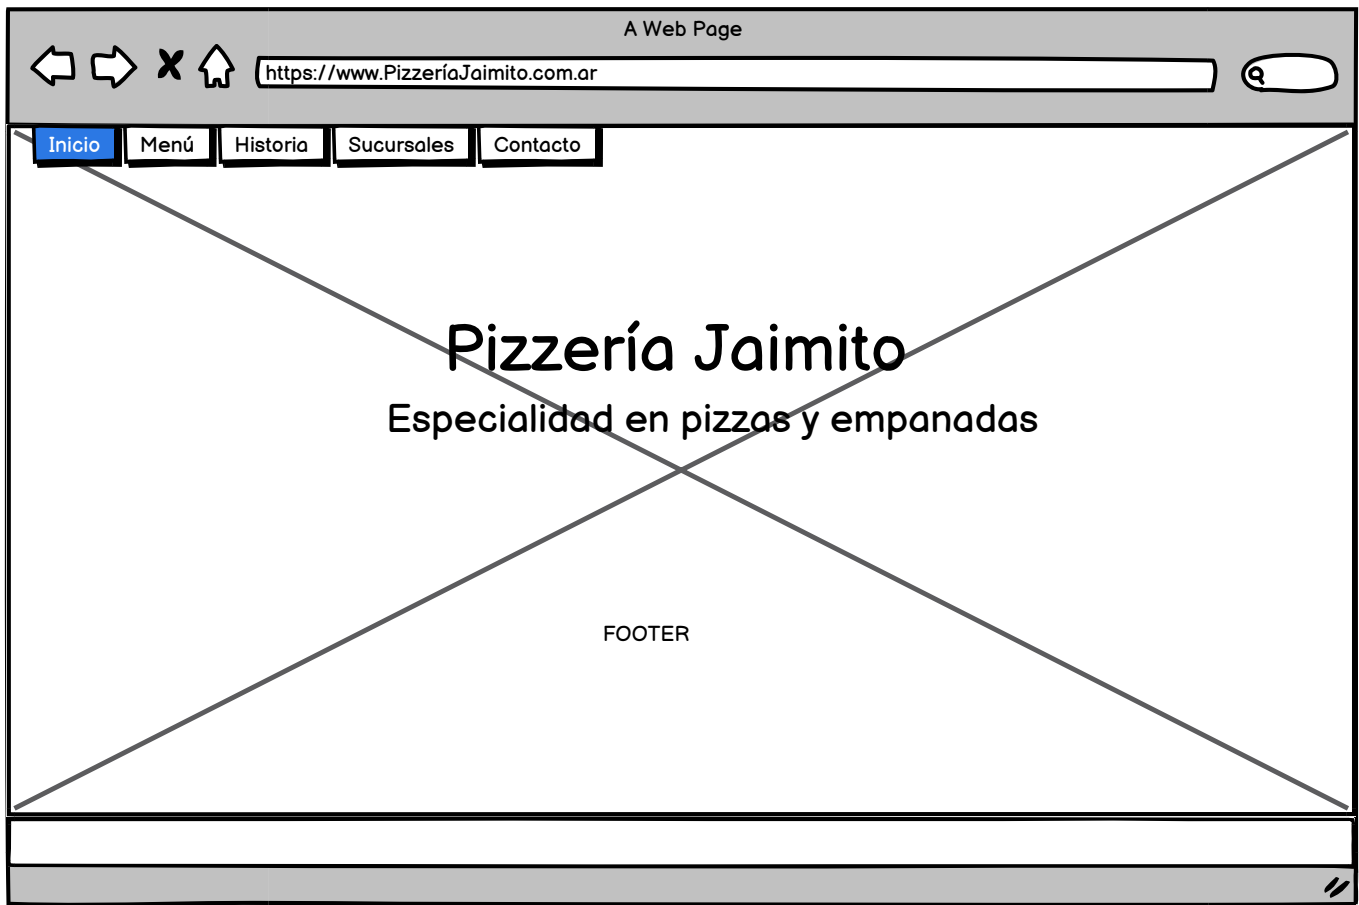 A Web Page
https://www.PizzeríaJaimito.com.ar
Inicio Menú Historia Sucursales Contacto
Pizzería Jaimito
Especialidad en pizzas y empanadas
FOOTER